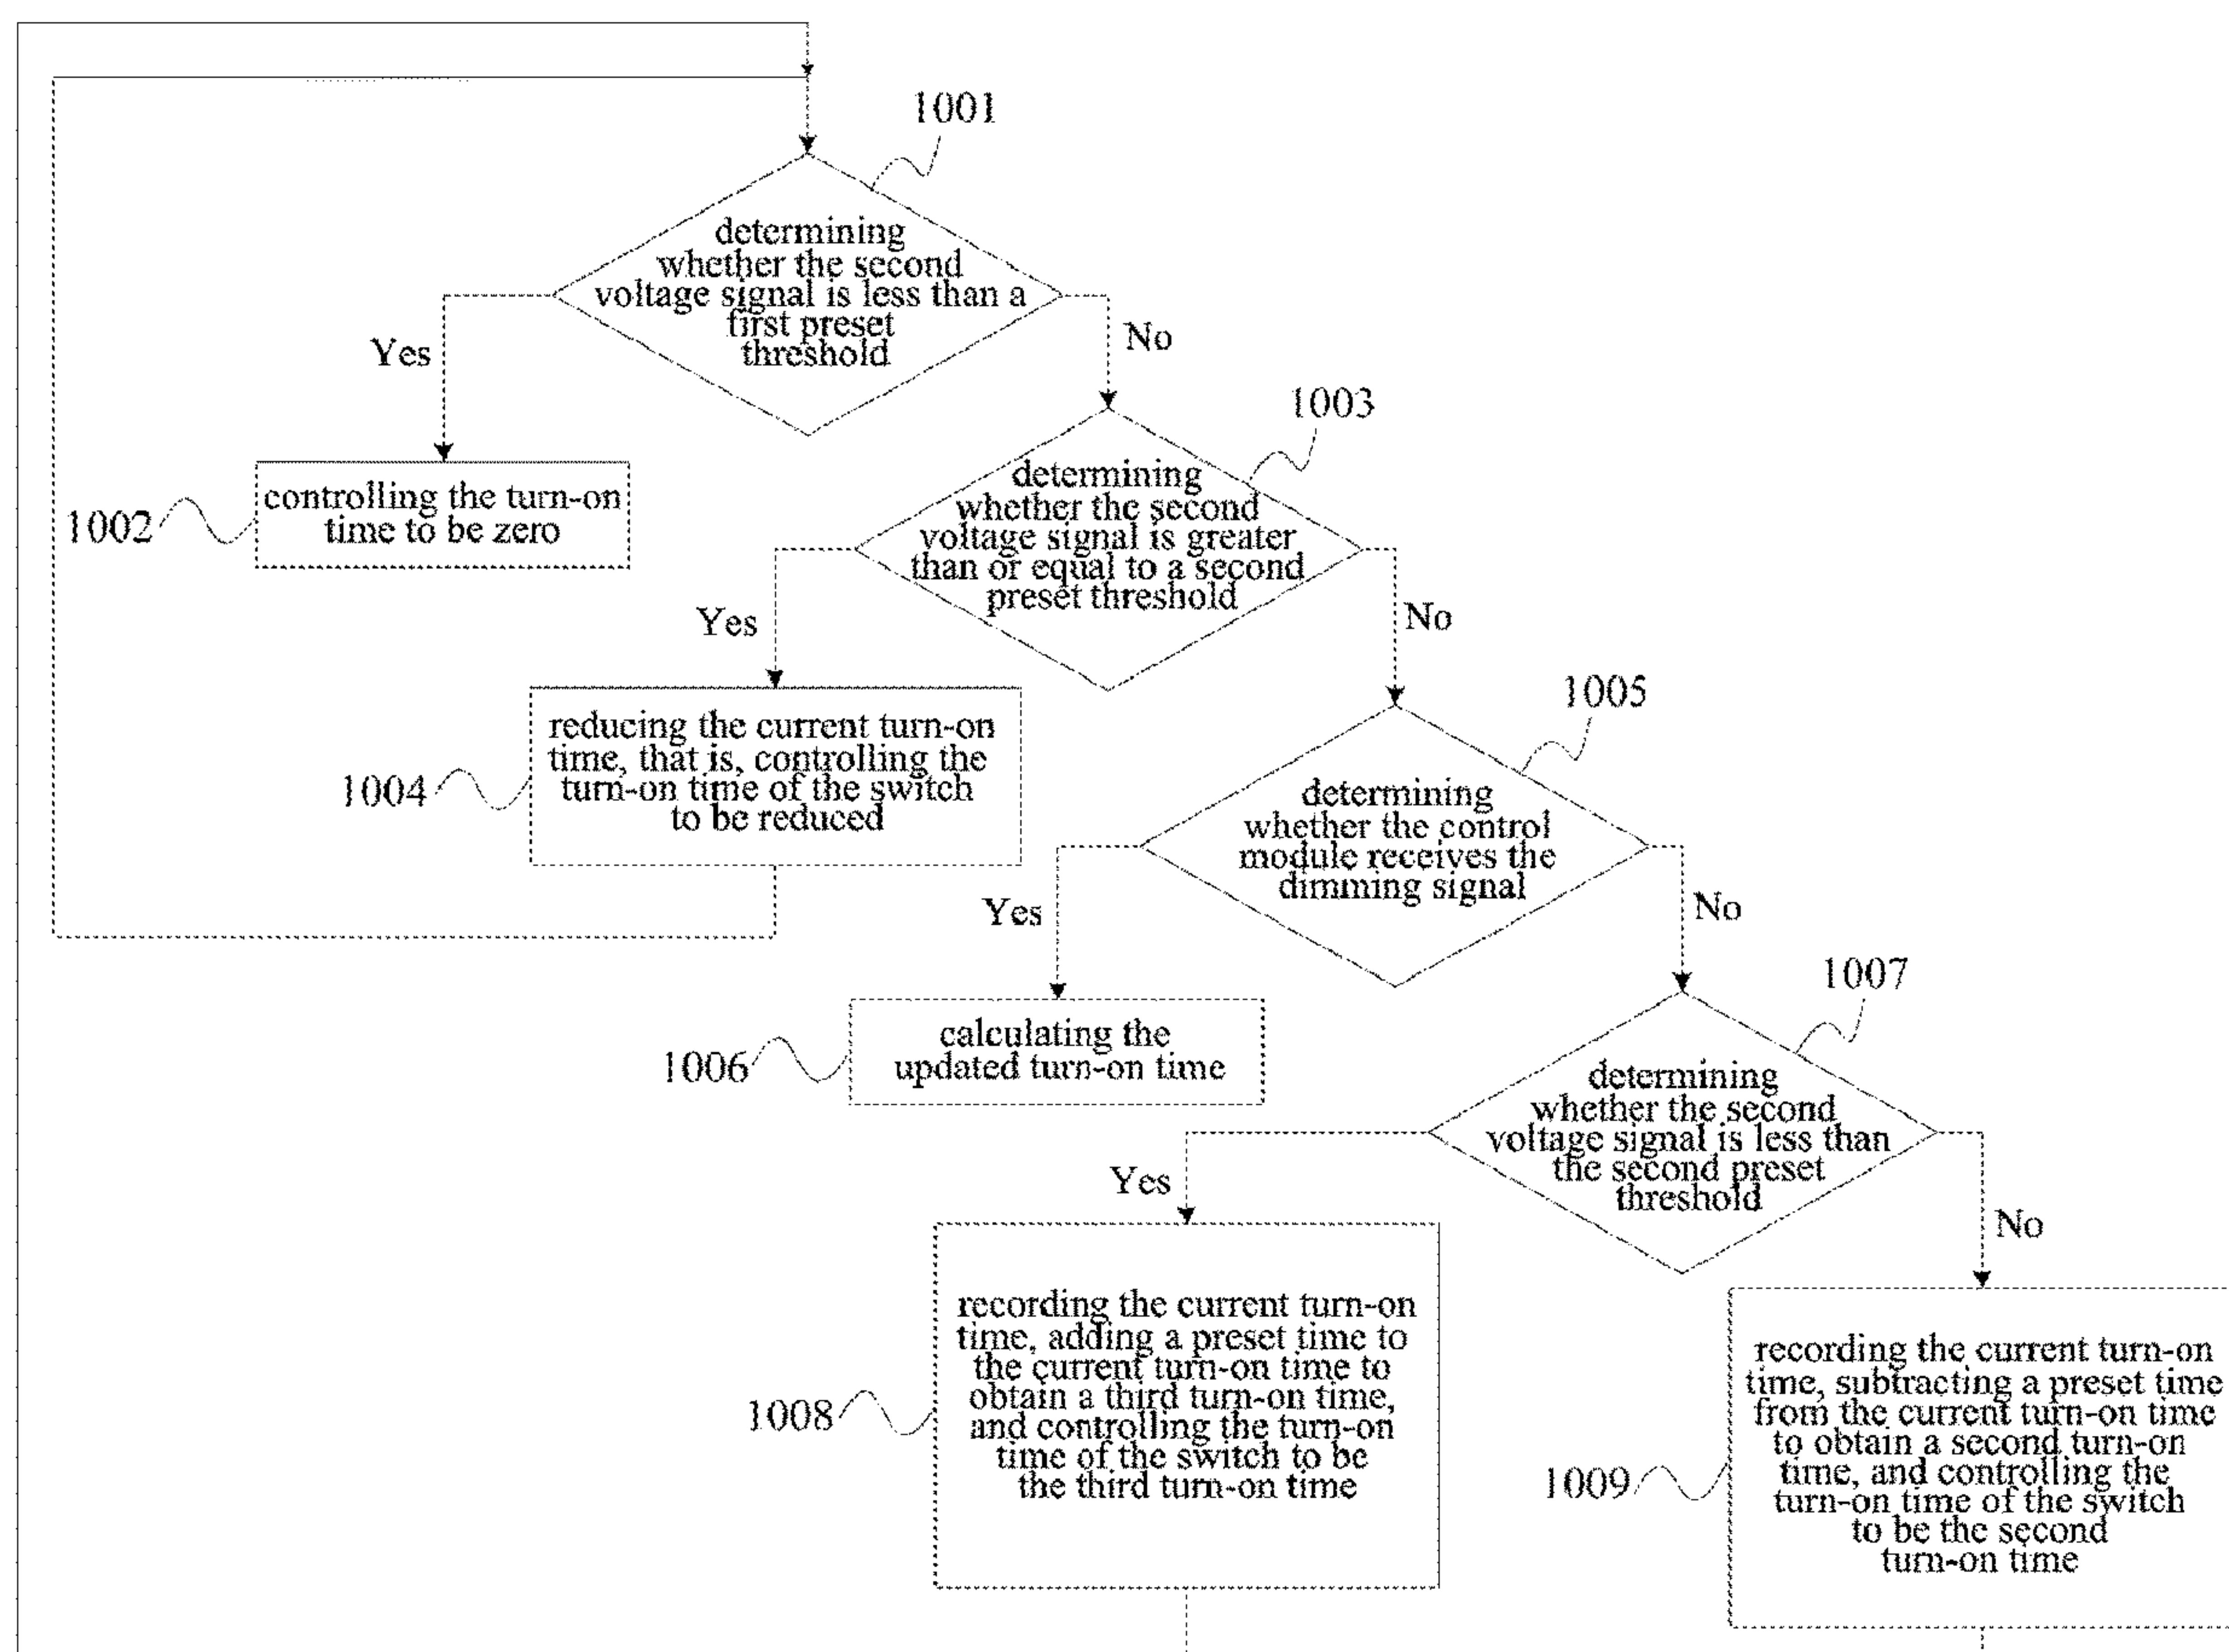 1001
determining
whether the second
voltage signal is less than a
first preset
threshold
Yes
No
1002
controlling the turn-on
time to be zero
1003
determining
whether the second
voltage signal is greater
than or equal to a second
preset threshold
Yes
No
1004
reducing the current turn-on
time, that is, controlling the
turn-on time of the switch
to be reduced
1005
determining
whether the control
module receives the
dimming signal
Yes
No
1006
calculating the
updated turn-on time
1007
determining
whether the second
voltage signal is less than
the second preset
threshold
Yes
No
1008
recording the current turn-on
time, adding a preset time to
the current turn-on time to
obtain a third turn-on time,
and controlling the turn-on
time of the switch to be
the third turn-on time
1009
recording the current turn-on
time, subtracting a preset time
from the current turn-on time
to obtain a second turn-on
time, and controlling the
turn-on time of the switch
to be the second
turn-on time